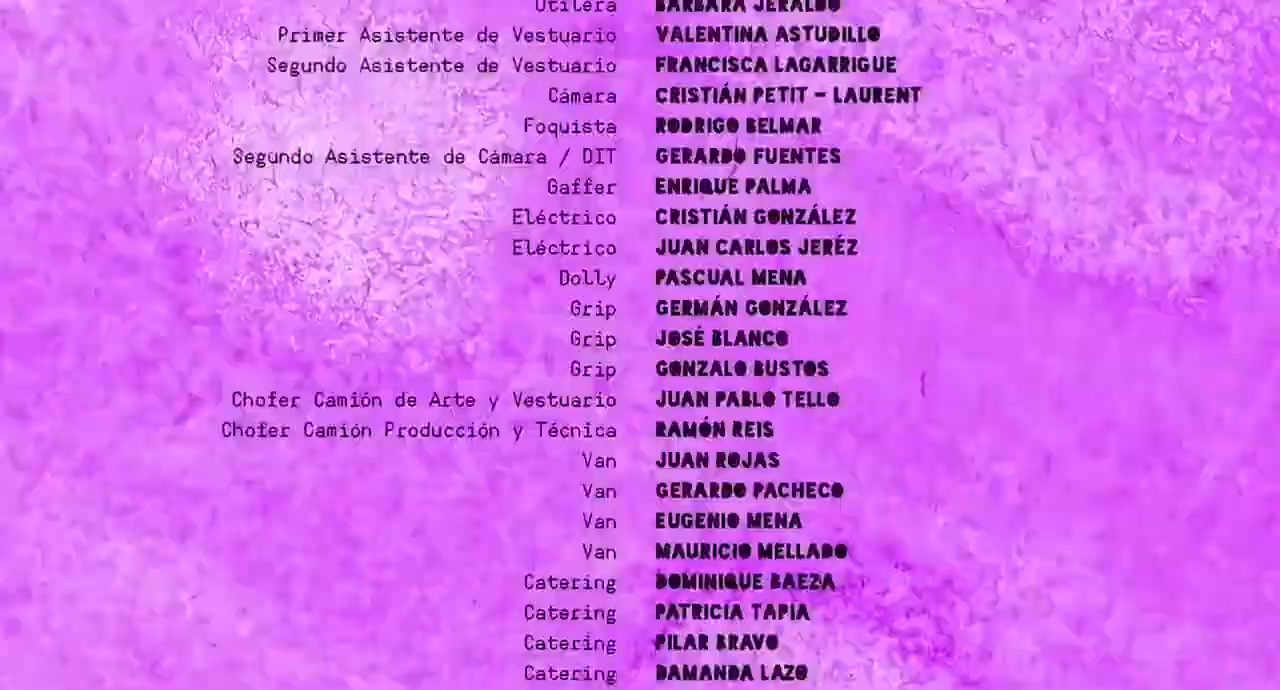 Utilera BÁRBARA JERALDO
Primer Asistente de Vestuario VALENTINA ASTUDILLO
Segundo Asistente de Vestuario FRANCISCA LAGARRIGUE
Cámara CRISTIÁN PETIT – LAURENT
Foquista RODRIGO BELMAR
Segundo Asistente de Cámara / DIT GERARDO FUENTES
Gaffer ENRIQUE PALMA
Eléctrico CRISTIÁN GONZÁLEZ
Eléctrico JUAN CARLOS JERÉZ
Dolly PASCUAL MENA
Grip GERMÁN GONZÁLEZ
Grip JOSÉ BLANCO
Grip GONZALO BUSTOS
Chofer Camión de Arte y Vestuario JUAN PABLO TELLO
Chofer Camión Producción y Técnica RAMÓN REIS
Van JUAN ROJAS
Van GERARDO PACHECO
Van EUGENIO MENA
Van MAURICIO MELLADO
Catering DOMINIQUE BAEZA
Catering PATRICIA TAPIA
Catering PILAR BRAVO
Catering DAMANDA LAZO